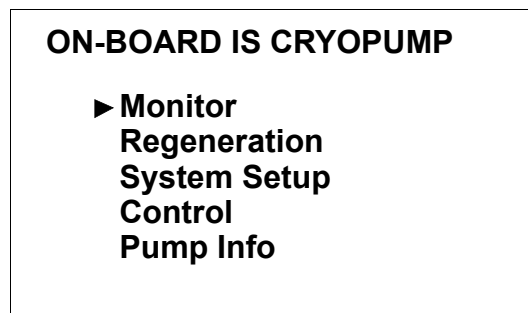 ON-BOARD IS CRYOPUMP
►Monitor
Regeneration
System Setup
Control
Pump Info